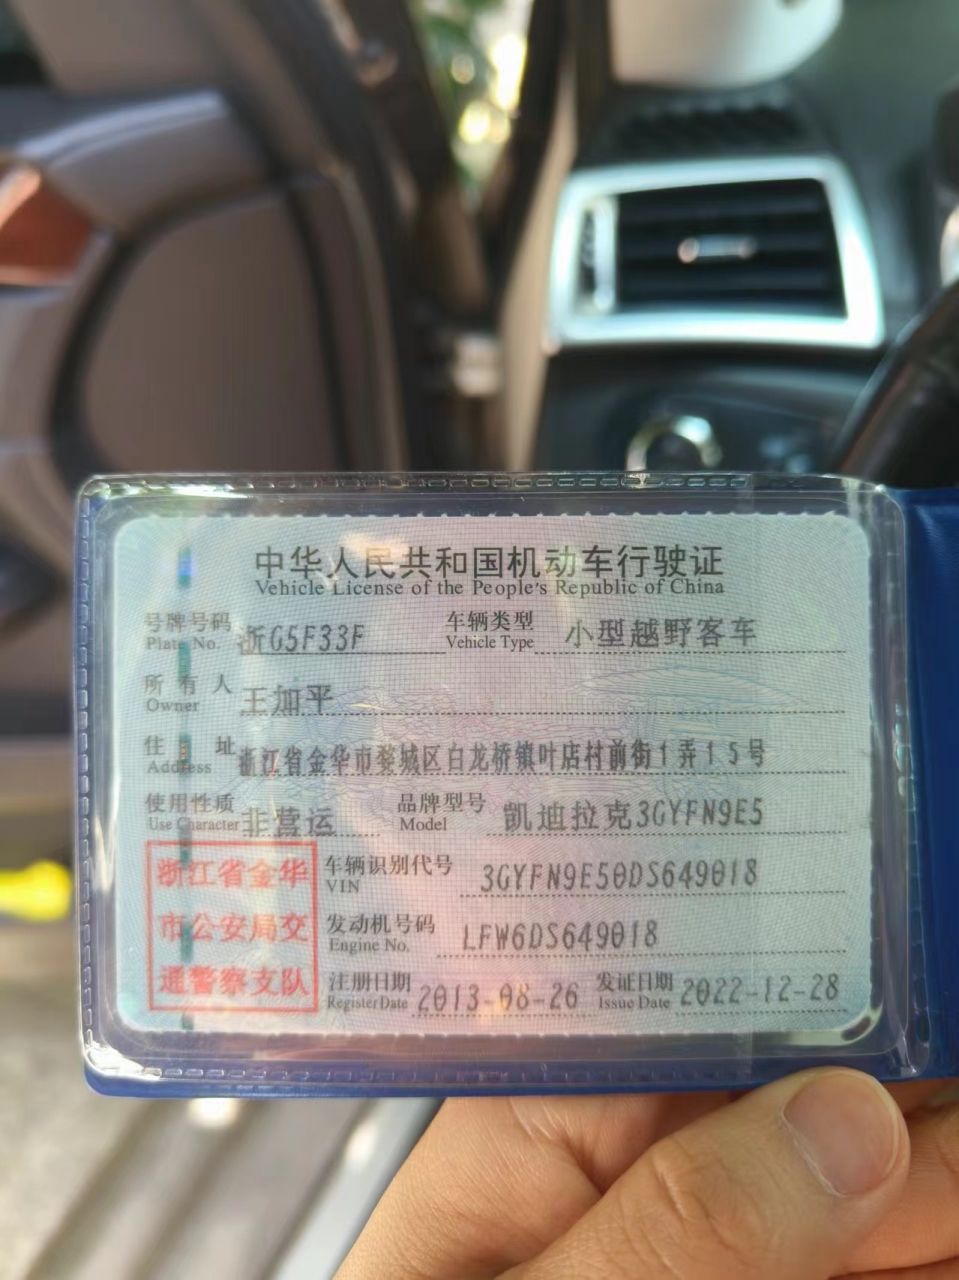 中华人民共和国机动车行驶证
Vehicle License of the People's Republic of China
号牌号码 浙G5F33F 车辆类型 小型越野客车
Plate No. Vehicle Type
所有人 王加平
Owner
住址 浙江省金华市婺城区白龙桥镇叶店村前街1弄15号
Address
使用性质 非营运 品牌型号 凯迪拉克3GYFN9E5
Use Character Model
浙江省金华
市公安局交
通警察支队
车辆识别代号 3GYFN9E50DS649018
VIN
发动机号码 LFW6DS649018
Engine No.
注册日期 2013-08-26 发证日期 2022-12-28
Register Date Issue Date